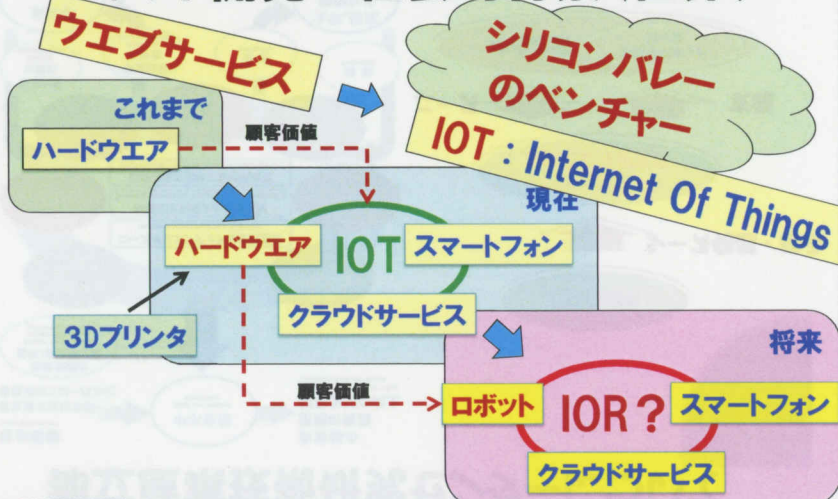 ウエブサービス
シリコンバレー
のベンチャー
IOT : Internet Of Things
これまで
ハードウエア
顧客価値
現在
ハードウエア
IOT
スマートフォン
クラウドサービス
3Dプリンタ
顧客価値
将来
ロボット
IOR ?
スマートフォン
クラウドサービス